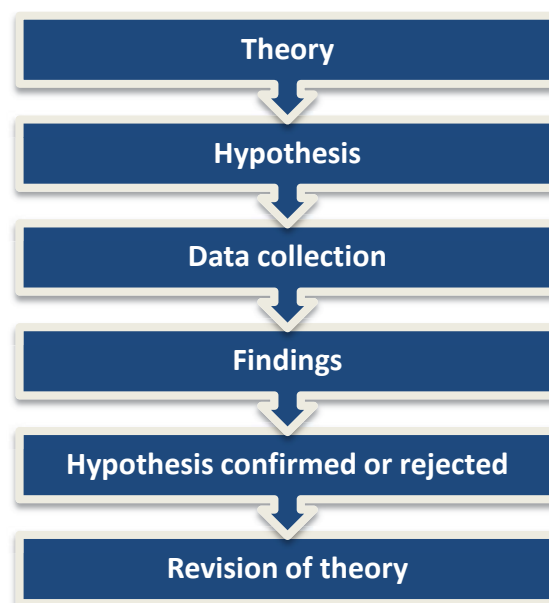 Theory
Hypothesis
Data collection
Findings
Hypothesis confirmed or rejected
Revision of theory